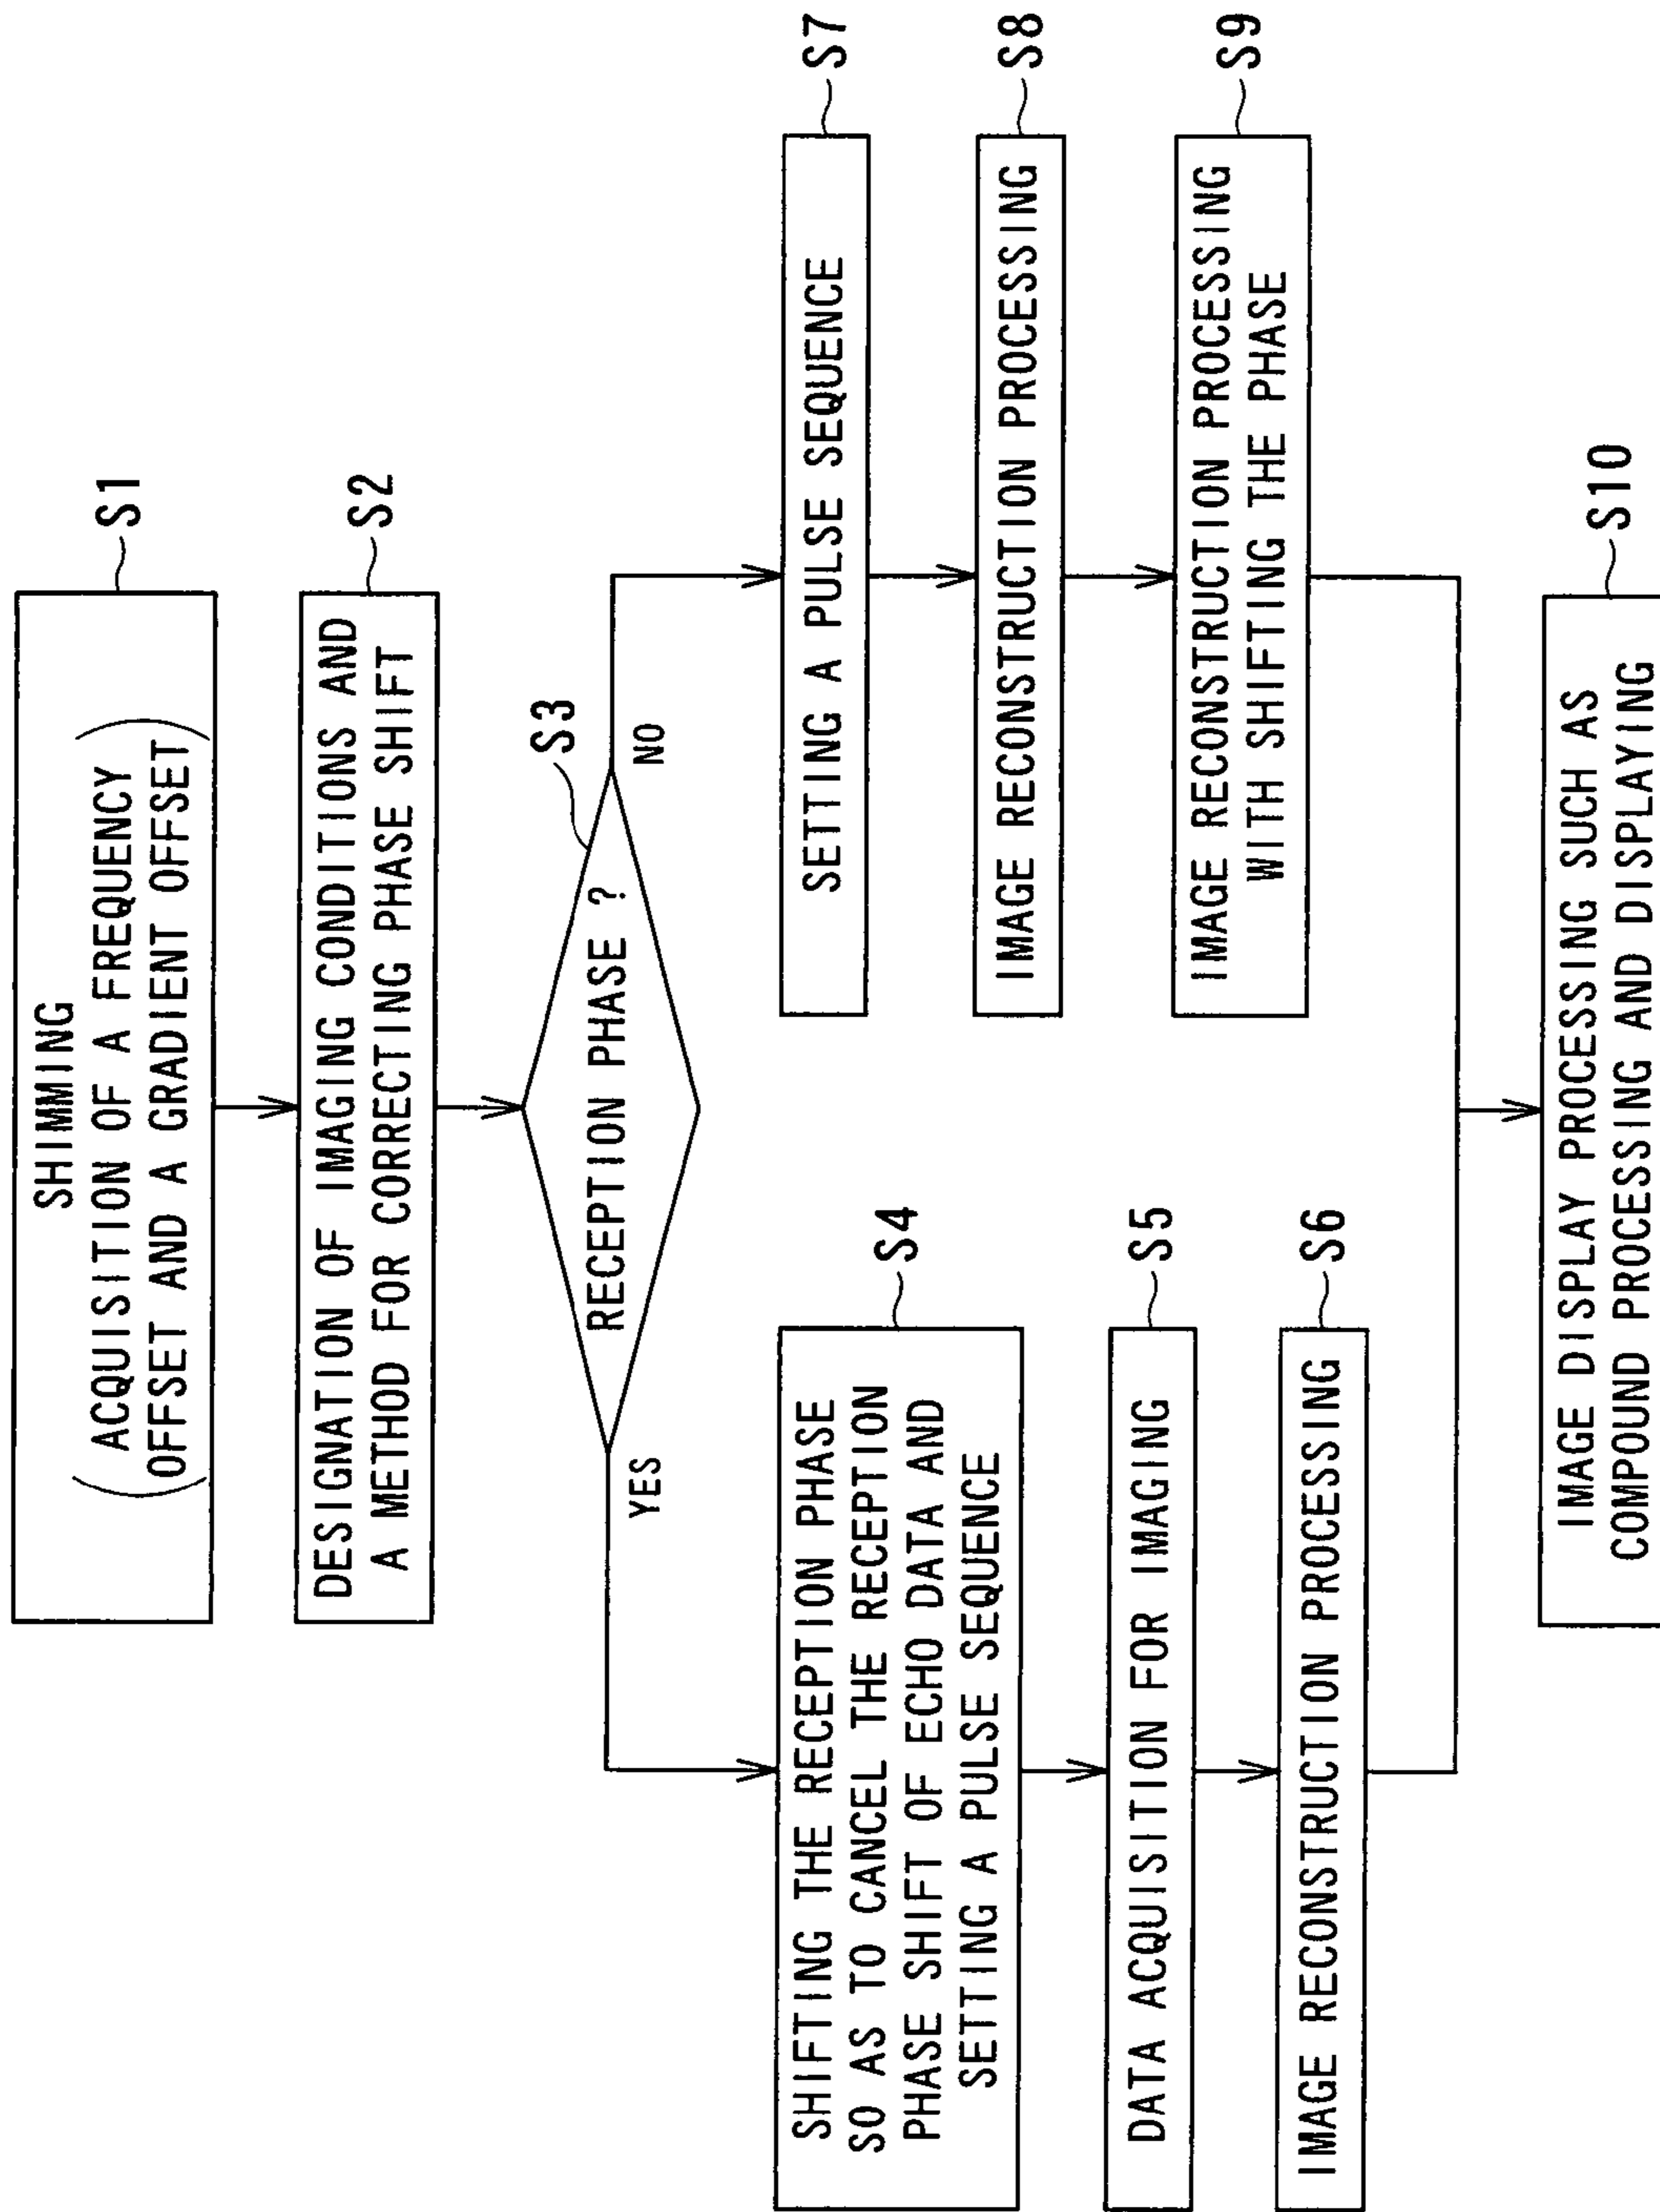 SHIMMING
(ACQUISITION OF A FREQUENCY
OFFSET AND A GRADIENT OFFSET)
S1
DESIGNATION OF IMAGING CONDITIONS AND
A METHOD FOR CORRECTING PHASE SHIFT
S2
RECEPTION PHASE ?
S3
YES
NO
SHIFTING THE RECEPTION PHASE
SO AS TO CANCEL THE RECEPTION
PHASE SHIFT OF ECHO DATA AND
SETTING A PULSE SEQUENCE
S4
DATA ACQUISITION FOR IMAGING
S5
IMAGE RECONSTRUCTION PROCESSING
S6
SETTING A PULSE SEQUENCE
S7
IMAGE RECONSTRUCTION PROCESSING
S8
IMAGE RECONSTRUCTION PROCESSING
WITH SHIFTING THE PHASE
S9
IMAGE DISPLAY PROCESSING SUCH AS
COMPOUND PROCESSING AND DISPLAYING
S10